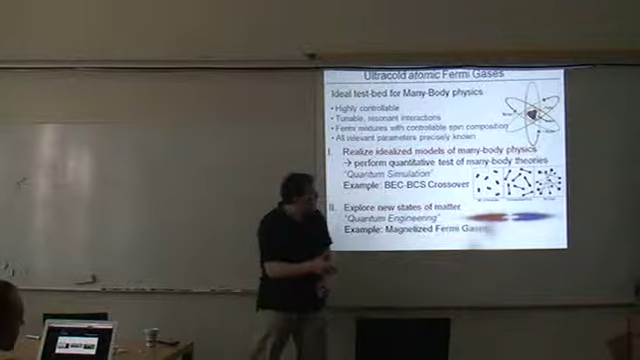 Ultracold atomic Fermi Gases
Ideal test-bed for Many-Body physics
• Highly controllable
• Tunable, resonant interactions
• Fermi mixtures with controllable spin composition
• All relevant parameters precisely known
I. Realize idealized models of many-body physics
→ perform quantitative test of many-body theories
"Quantum Simulation"
Example: BEC-BCS Crossover
II. Explore new states of matter
"Quantum Engineering"
Example: Magnetized Fermi Gases